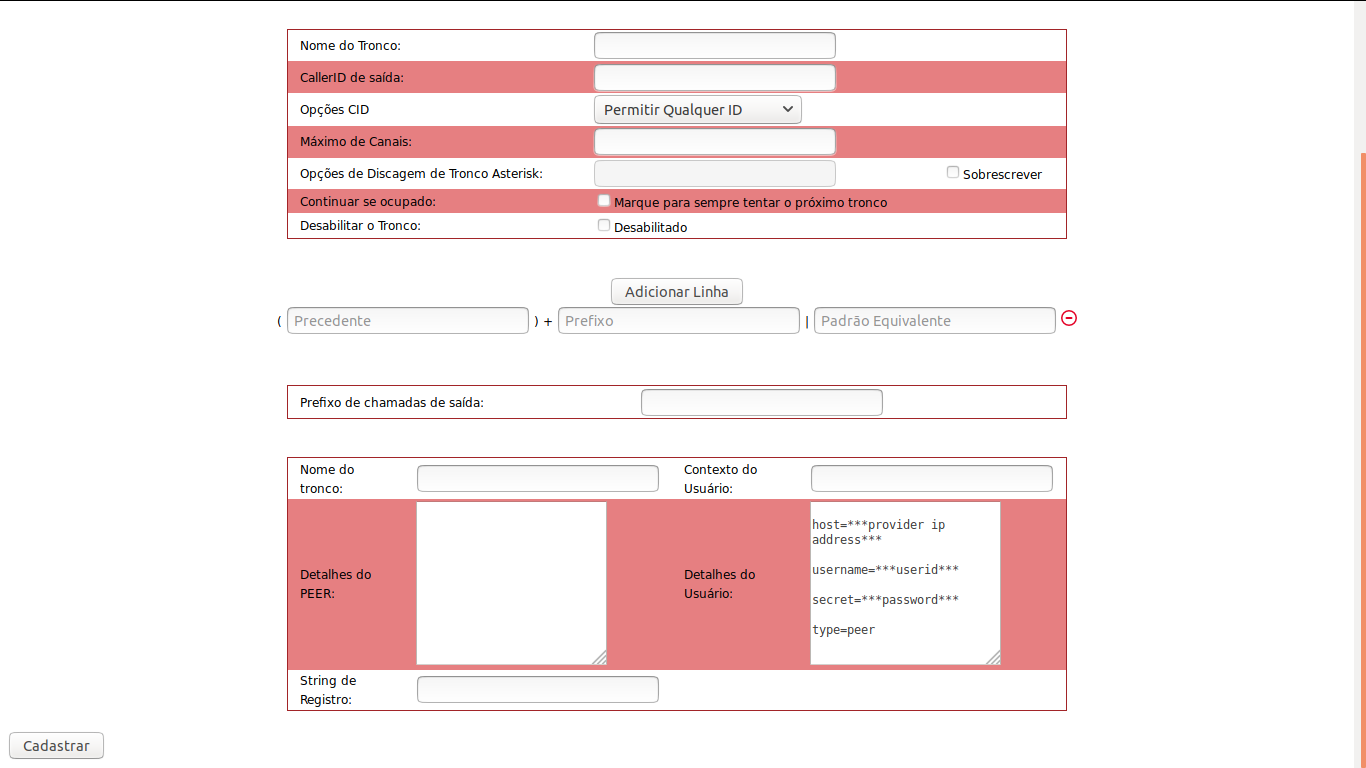 Nome do Tronco:
CallerID de saída:
Opções CID
Permitir Qualquer ID
Máximo de Canais:
Opções de Discagem de Tronco Asterisk:
Sobrescrever
Continuar se ocupado:
Marque para sempre tentar o próximo tronco
Desabilitar o Tronco:
Desabilitado
Adicionar Linha
( Precedente ) + Prefixo | Padrão Equivalente
Prefixo de chamadas de saída:
Nome do
tronco:
Contexto do
Usuário:
Detalhes do
PEER:
Detalhes do
Usuário:
host=***provider ip
address***
username=***userid***
secret=***password***
type=peer
String de
Registro:
Cadastrar